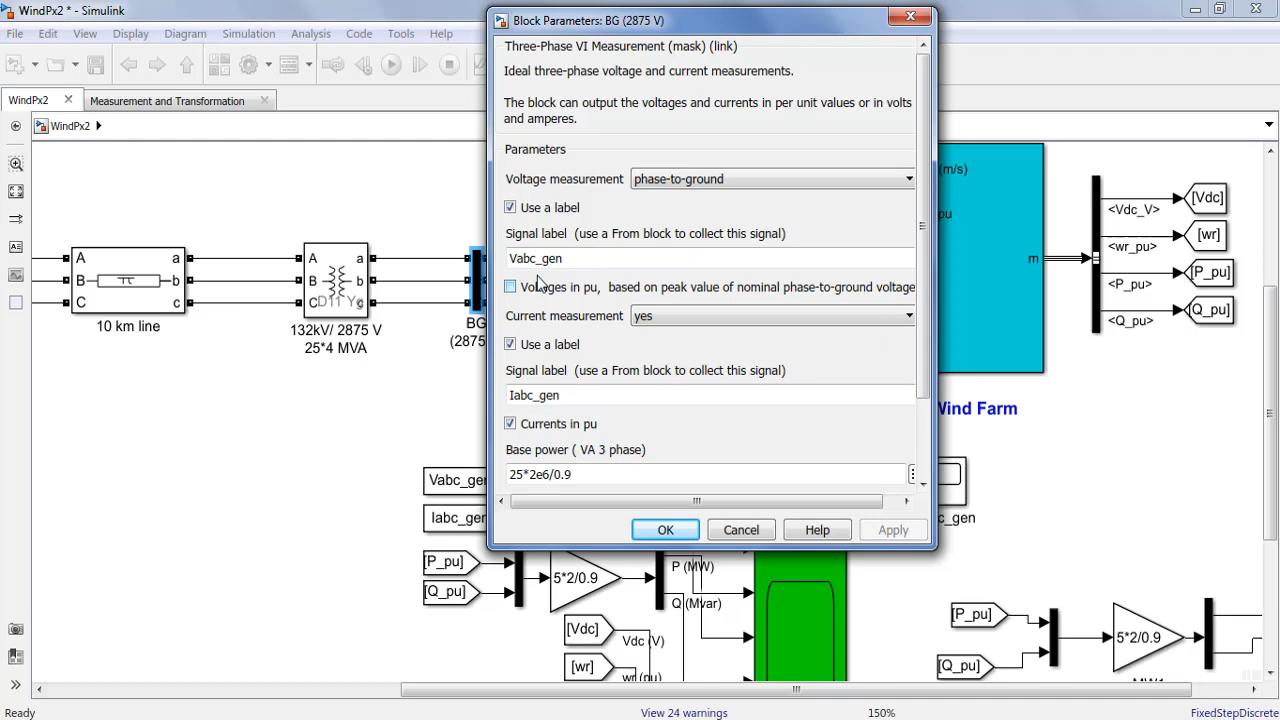 WindPx2 * - Simulink
File Edit View Display Diagram Simulation Analysis Code Tools Help
WindPx2
Measurement and Transformation
WindPx2
Block Parameters: BG (2875 V)
Three-Phase VI Measurement (mask) (link)
Ideal three-phase voltage and current measurements.
The block can output the voltages and currents in per unit values or in volts
and amperes.
Parameters
Voltage measurement phase-to-ground
Use a label
Signal label (use a From block to collect this signal)
Vabc_gen
Voltages in pu, based on peak value of nominal phase-to-ground voltage
Current measurement yes
Use a label
Signal label (use a From block to collect this signal)
Iabc_gen
Currents in pu
Base power ( VA 3 phase)
25*2e6/0.9
OK Cancel Help Apply
A a
B b
C c
10 km line
A a
B b
C c
D11 Yg
132kV/ 2875 V
25*4 MVA
BG
(2875
(m/s)
pu
m
Wind Farm
<Vdc_V>
<wr_pu>
<P_pu>
<Q_pu>
[Vdc]
[wr]
[P_pu]
[Q_pu]
Vabc_gen
Iabc_gen
c_gen
[P_pu]
[Q_pu]
5*2/0.9
P (MW)
Q (Mvar)
[Vdc]
Vdc (V)
[wr]
wr (pu)
[P_pu]
[Q_pu]
5*2/0.9
MW1
Ready
View 24 warnings
150%
FixedStepDiscrete